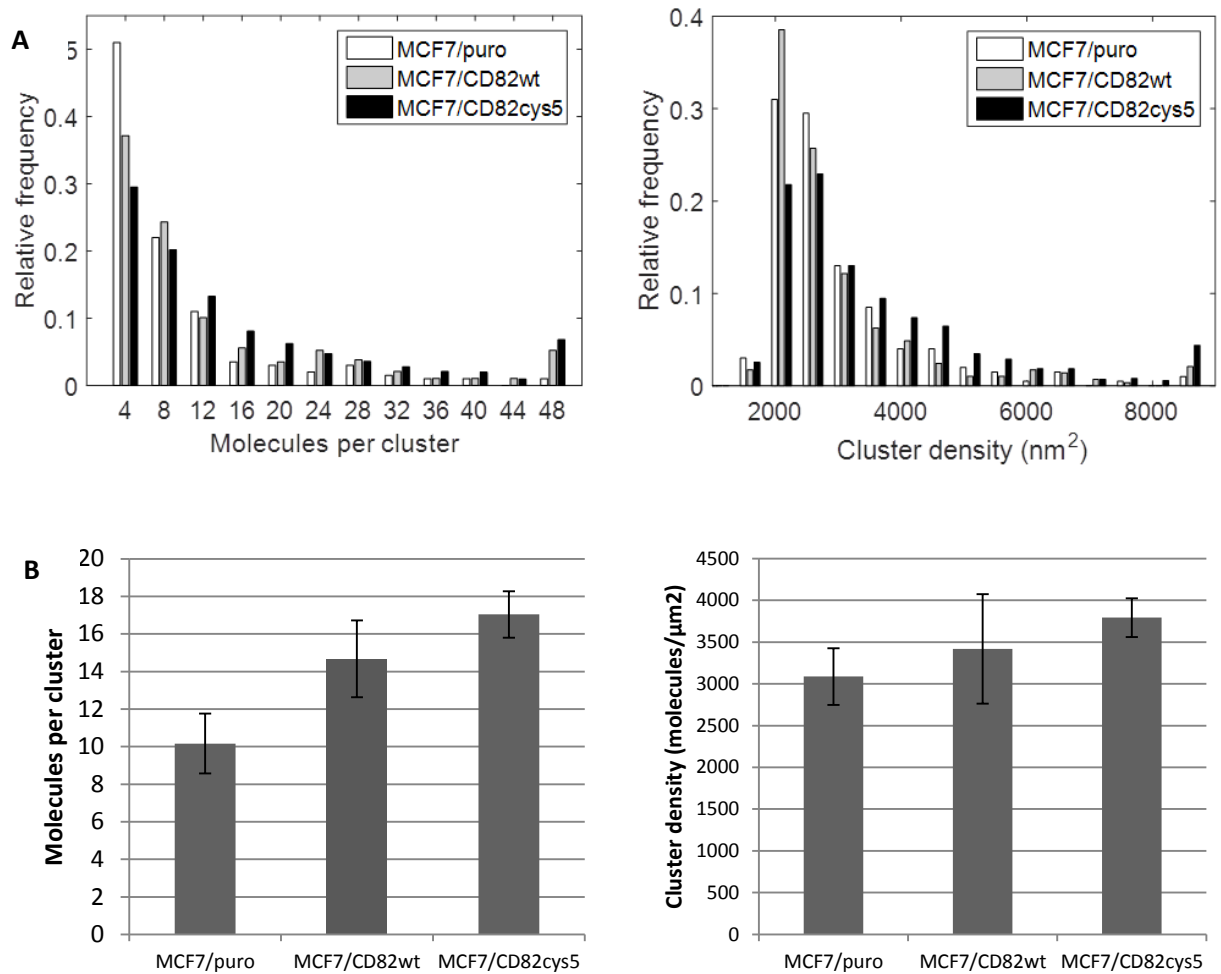 A
Relative frequency
5
0.4
0.3
0.2
0.1
0
4 8 12 16 20 24 28 32 36 40 44 48
Molecules per cluster
MCF7/puro
MCF7/CD82wt
MCF7/CD82cys5
Relative frequency
0.4
0.3
0.2
0.1
0
2000 4000 6000 8000
Cluster density (nm²)
MCF7/puro
MCF7/CD82wt
MCF7/CD82cys5
B
Molecules per cluster
20
18
16
14
12
10
8
6
4
2
0
MCF7/puro MCF7/CD82wt MCF7/CD82cys5
Cluster density (molecules/µm2)
4500
4000
3500
3000
2500
2000
1500
1000
500
0
MCF7/puro MCF7/CD82wt MCF7/CD82cys5